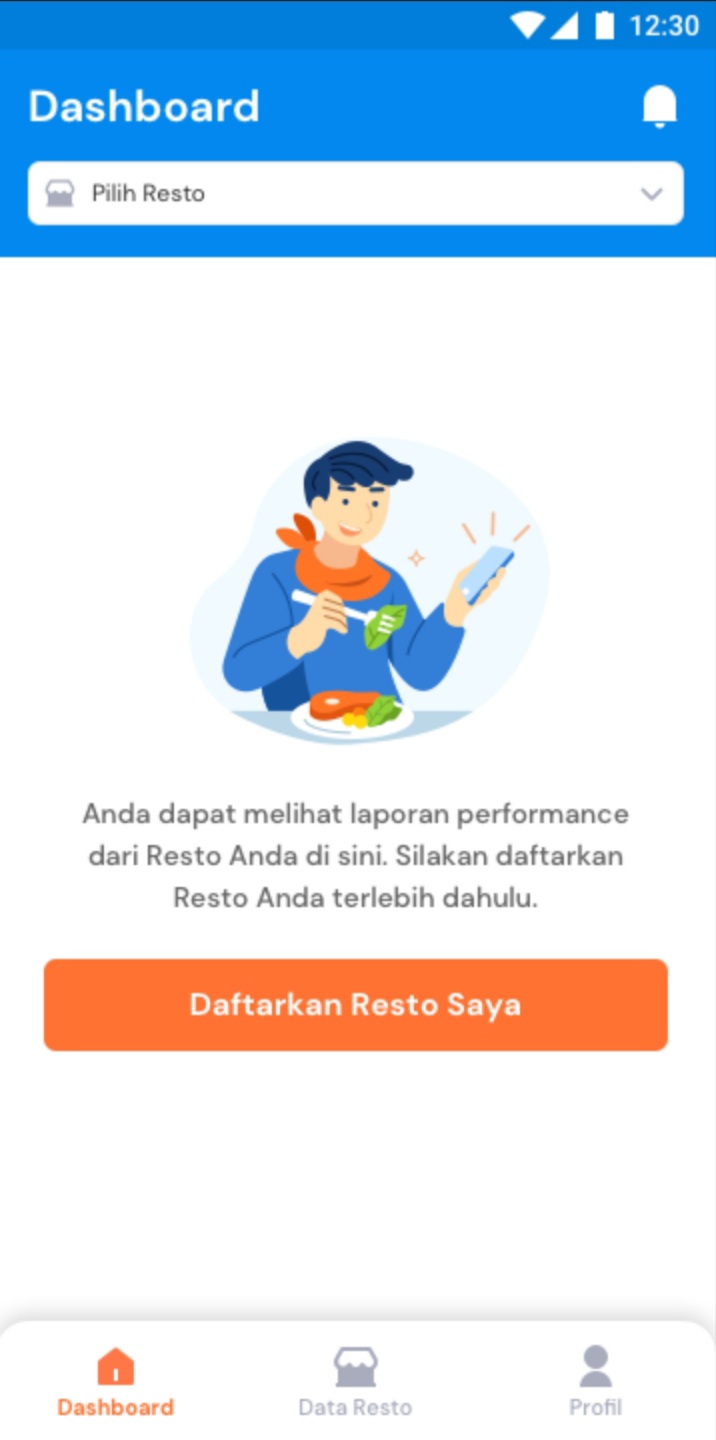 12:30
Dashboard
Pilih Resto
Anda dapat melihat laporan performance
dari Resto Anda di sini. Silakan daftarkan
Resto Anda terlebih dahulu.
Daftarkan Resto Saya
Dashboard
Data Resto
Profil